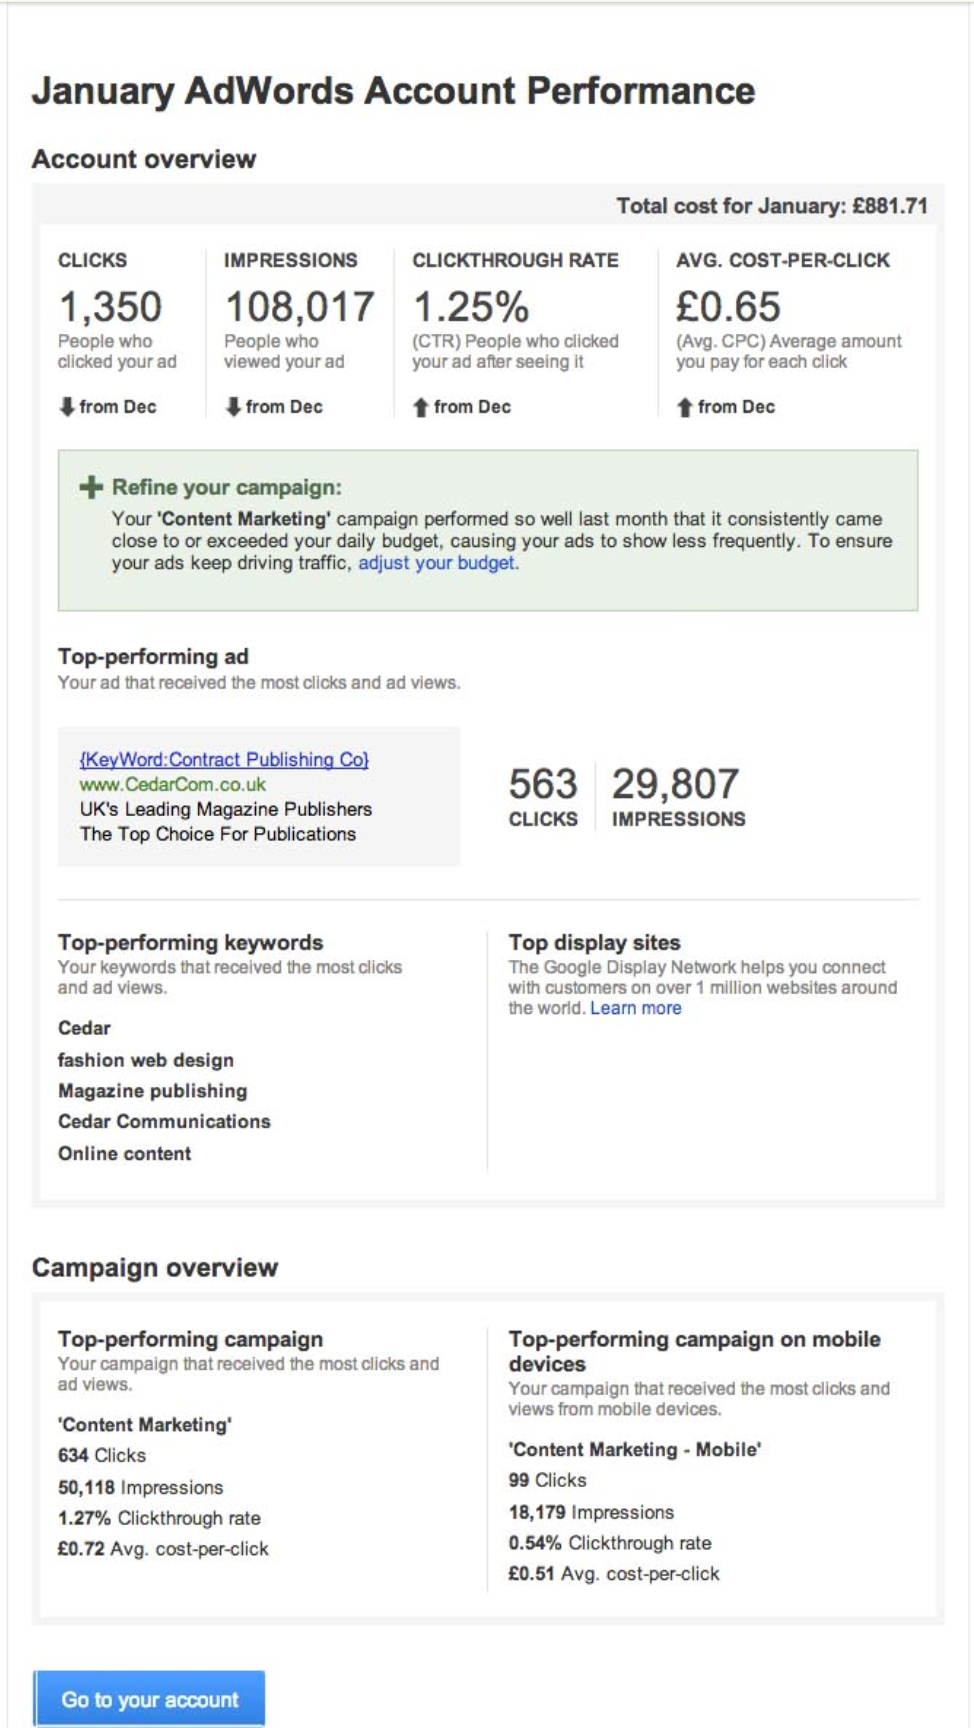 January AdWords Account Performance
Account overview
Total cost for January: £881.71
CLICKS
1,350
People who
clicked your ad
from Dec
IMPRESSIONS
108,017
People who
viewed your ad
from Dec
CLICKTHROUGH RATE
1.25%
(CTR) People who clicked
your ad after seeing it
from Dec
AVG. COST-PER-CLICK
£0.65
(Avg. CPC) Average amount
you pay for each click
from Dec
Refine your campaign:
Your 'Content Marketing' campaign performed so well last month that it consistently came
close to or exceeded your daily budget, causing your ads to show less frequently. To ensure
your ads keep driving traffic, adjust your budget.
Top-performing ad
Your ad that received the most clicks and ad views.
{KeyWord:Contract Publishing Co}
www.CedarCom.co.uk
UK's Leading Magazine Publishers
The Top Choice For Publications
563
CLICKS
29,807
IMPRESSIONS
Top-performing keywords
Your keywords that received the most clicks
and ad views.
Cedar
fashion web design
Magazine publishing
Cedar Communications
Online content
Top display sites
The Google Display Network helps you connect
with customers on over 1 million websites around
the world. Learn more
Campaign overview
Top-performing campaign
Your campaign that received the most clicks and
ad views.
'Content Marketing'
634 Clicks
50,118 Impressions
1.27% Clickthrough rate
£0.72 Avg. cost-per-click
Top-performing campaign on mobile
devices
Your campaign that received the most clicks and
views from mobile devices.
'Content Marketing - Mobile'
99 Clicks
18,179 Impressions
0.54% Clickthrough rate
£0.51 Avg. cost-per-click
Go to your account